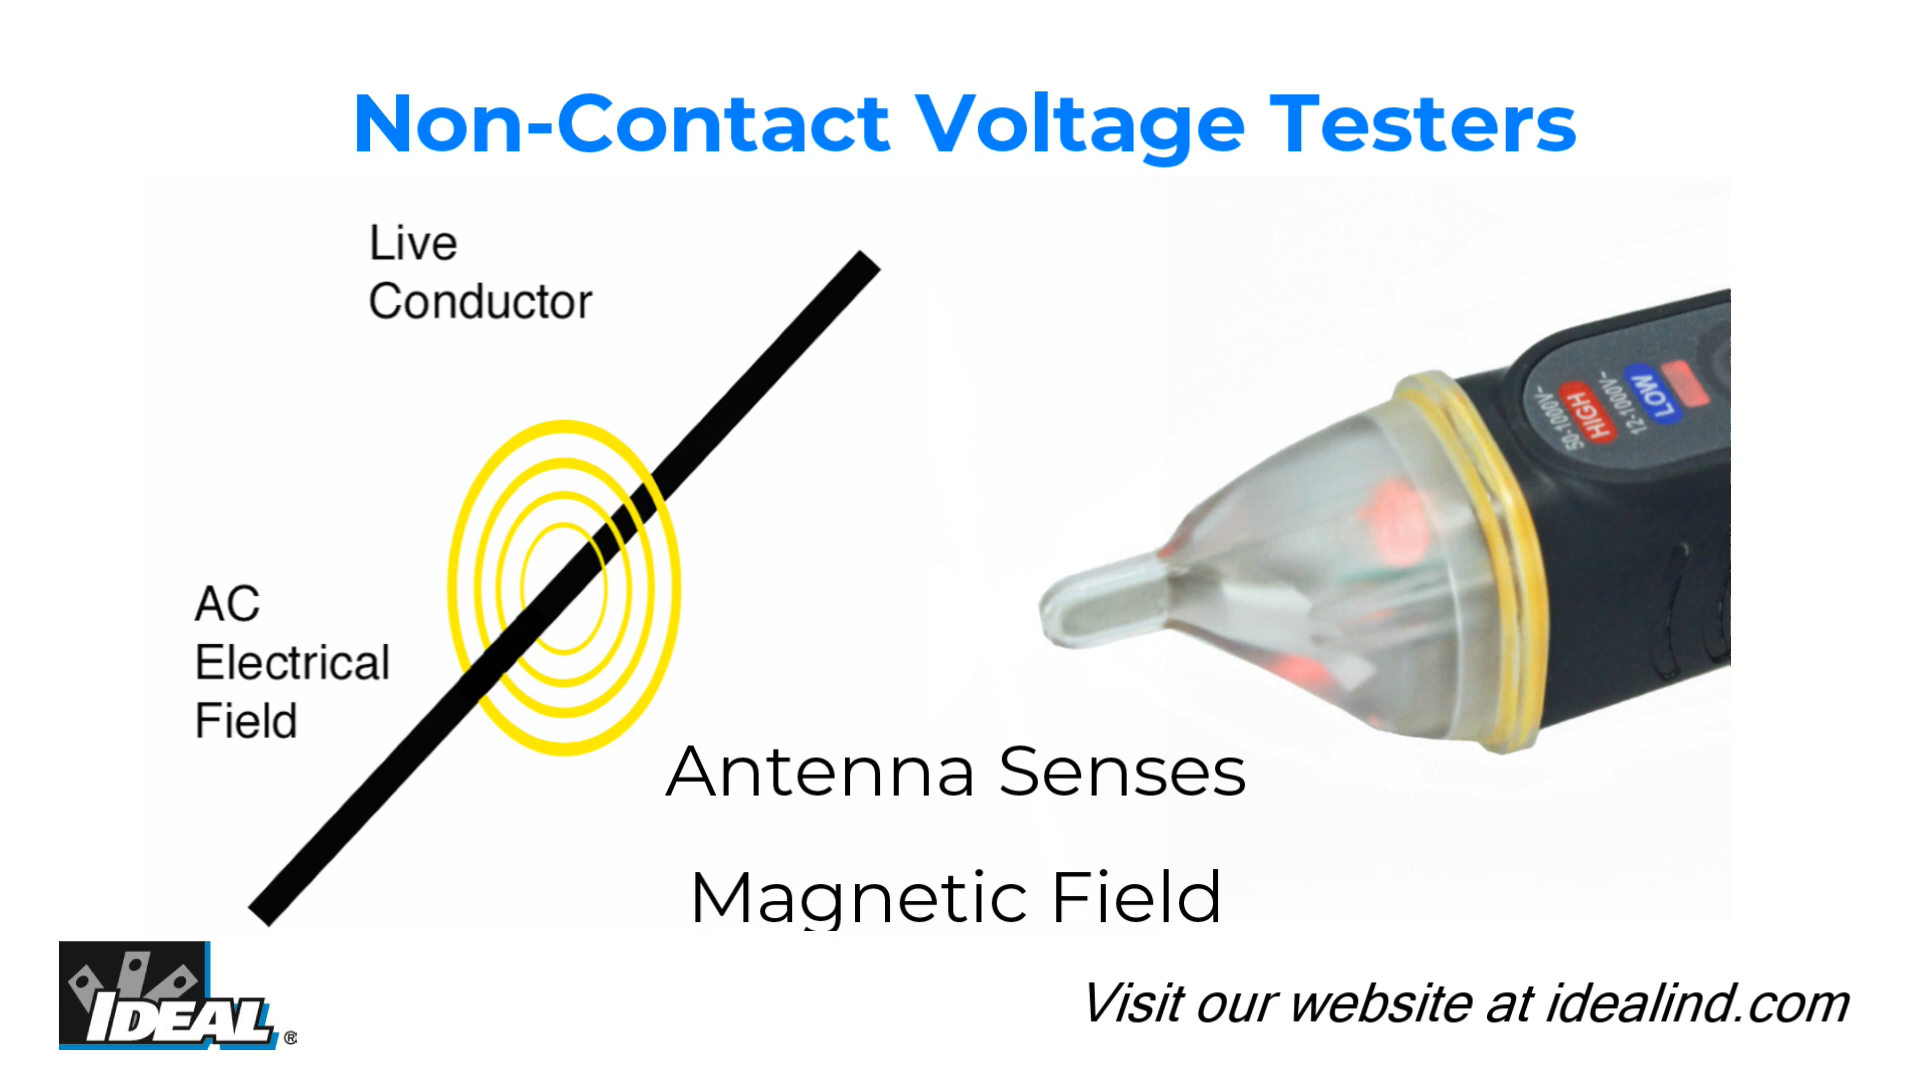 Non-Contact Voltage Testers
Live
Conductor
LOW
12-1000V~
HIGH
50-1000V~
AC
Electrical
Field
Antenna Senses
Magnetic Field
IDEAL ®
Visit our website at idealind.com